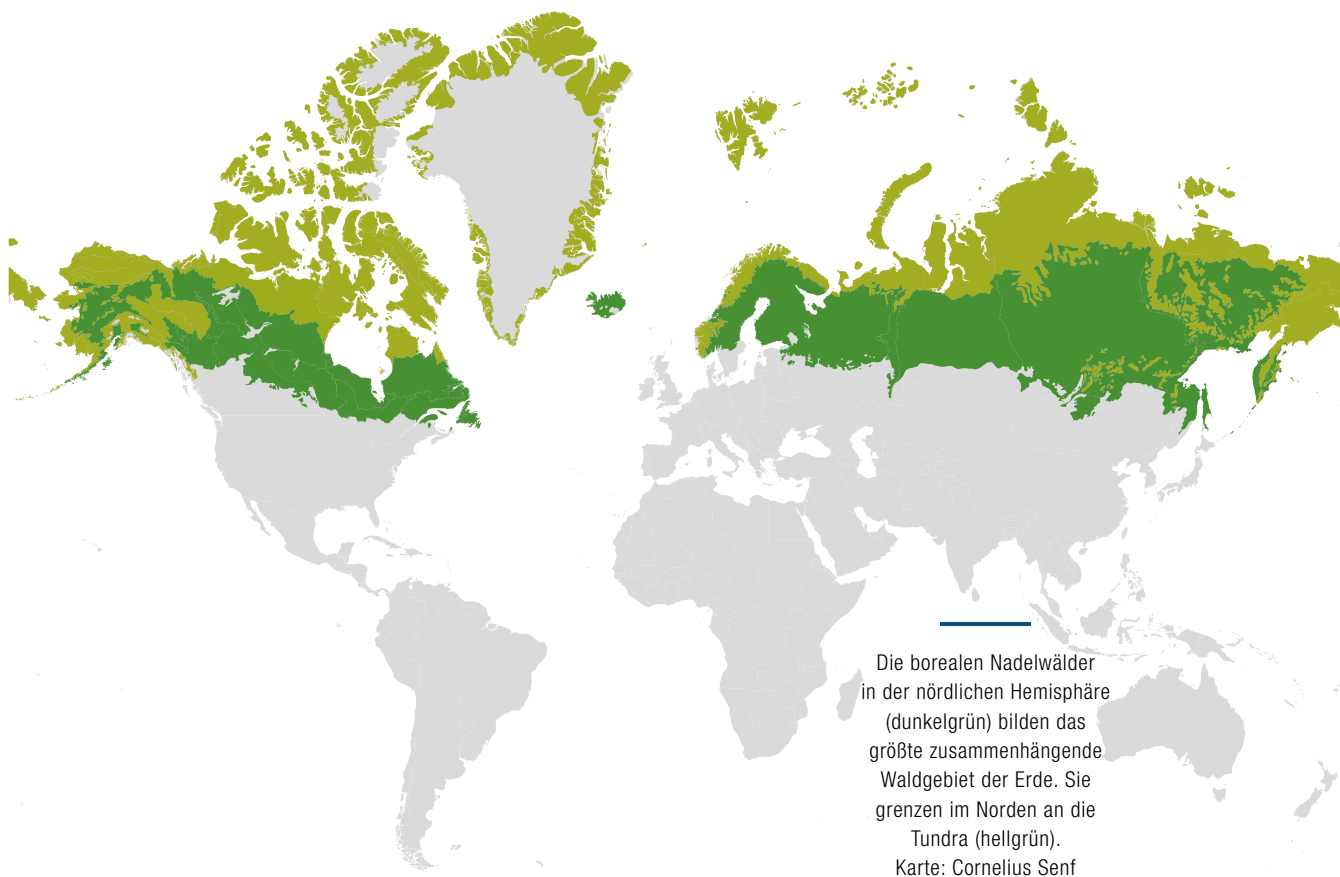 Die borealen Nadelwälder
in der nördlichen Hemisphäre
(dunkelgrün) bilden das
größte zusammenhängende
Waldgebiet der Erde. Sie
grenzen im Norden an die
Tundra (hellgrün).
Karte: Cornelius Senf